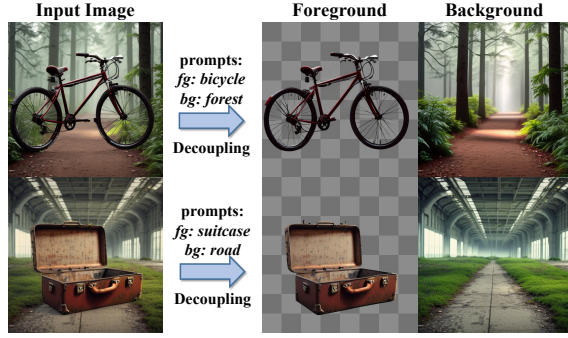 Input Image
Foreground
Background
prompts:
fg: bicycle
bg: forest
Decoupling
prompts:
fg: suitcase
bg: road
Decoupling